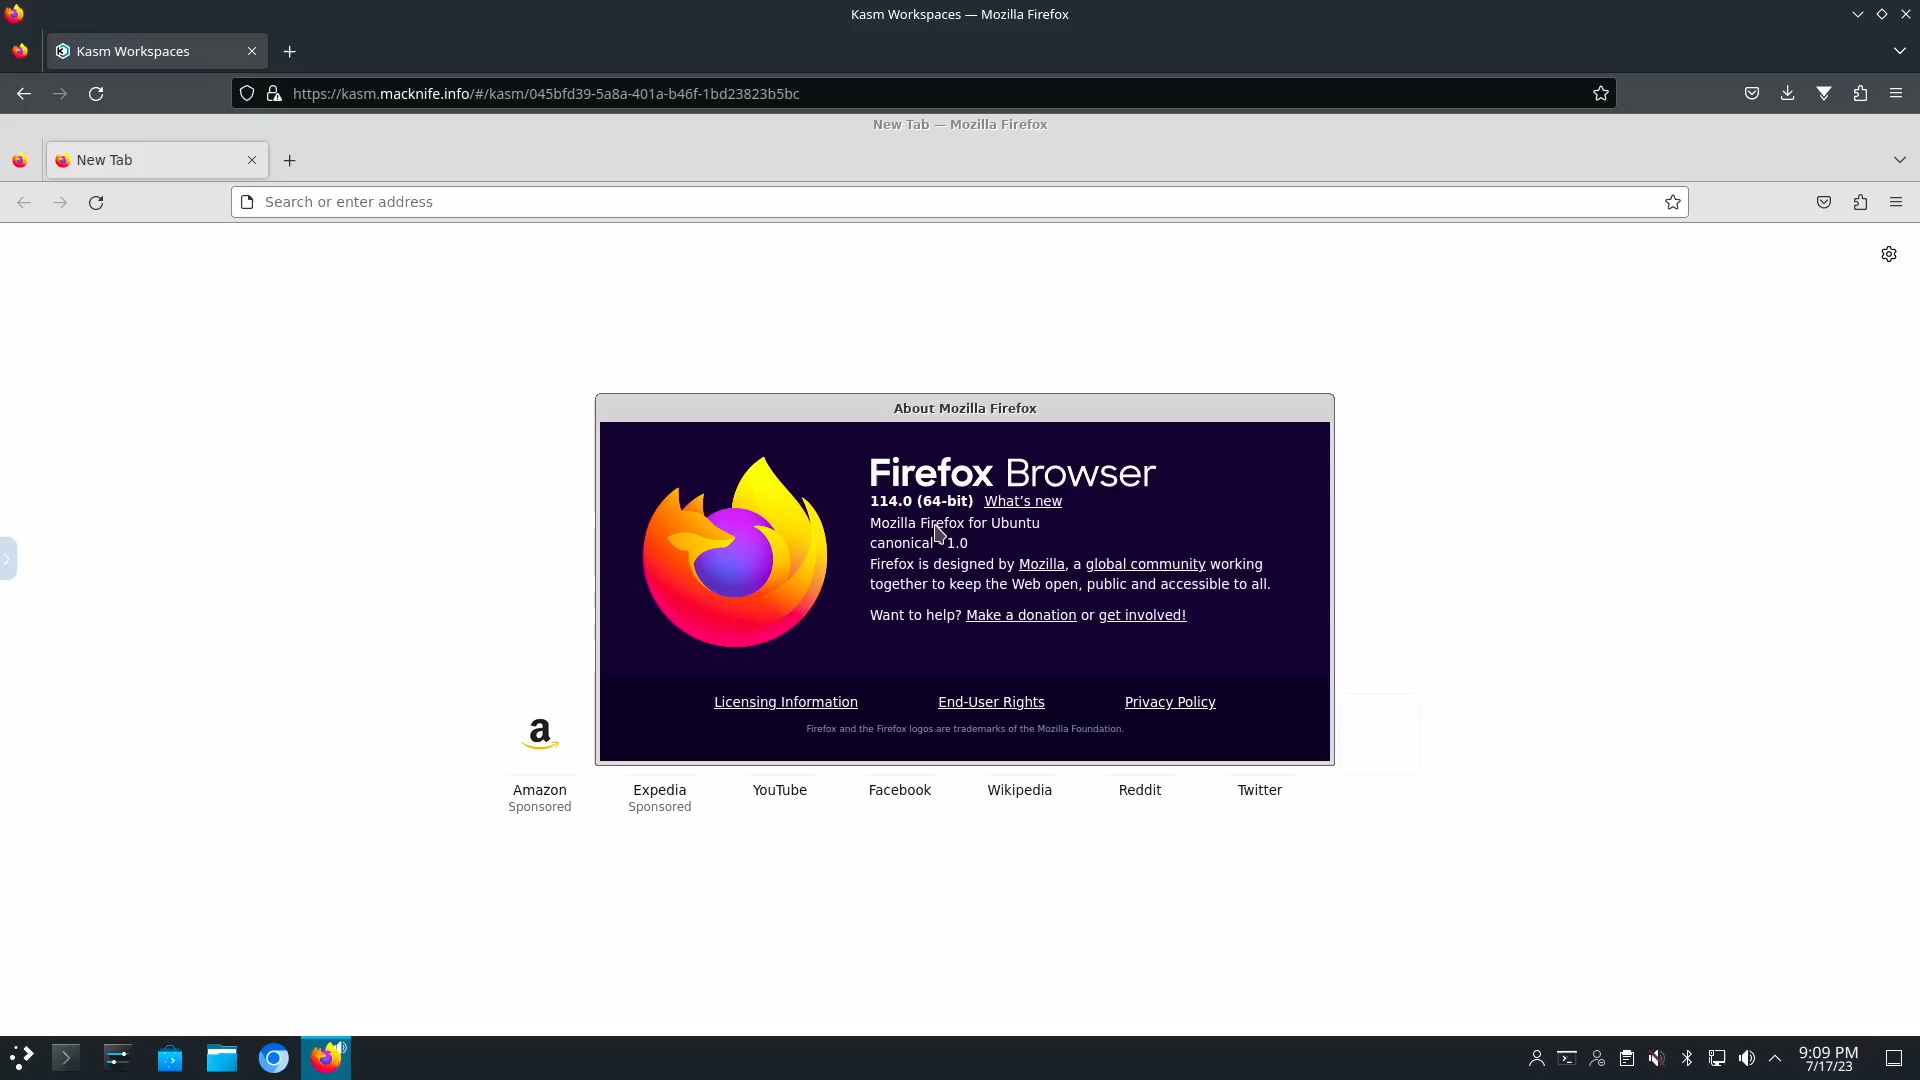 Kasm Workspaces — Mozilla Firefox
Kasm Workspaces
https://kasm.macknife.info/#/kasm/045bfd39-5a8a-401a-b46f-1bd23823b5bc
New Tab — Mozilla Firefox
New Tab
Search or enter address
About Mozilla Firefox
Firefox Browser
114.0 (64-bit) What's new
Mozilla Firefox for Ubuntu
canonical 1.0
Firefox is designed by Mozilla, a global community working
together to keep the Web open, public and accessible to all.
Want to help? Make a donation or get involved!
Licensing Information End-User Rights Privacy Policy
Firefox and the Firefox logos are trademarks of the Mozilla Foundation.
Amazon Expedia YouTube Facebook Wikipedia Reddit Twitter
Sponsored Sponsored
9:09 PM
7/17/23